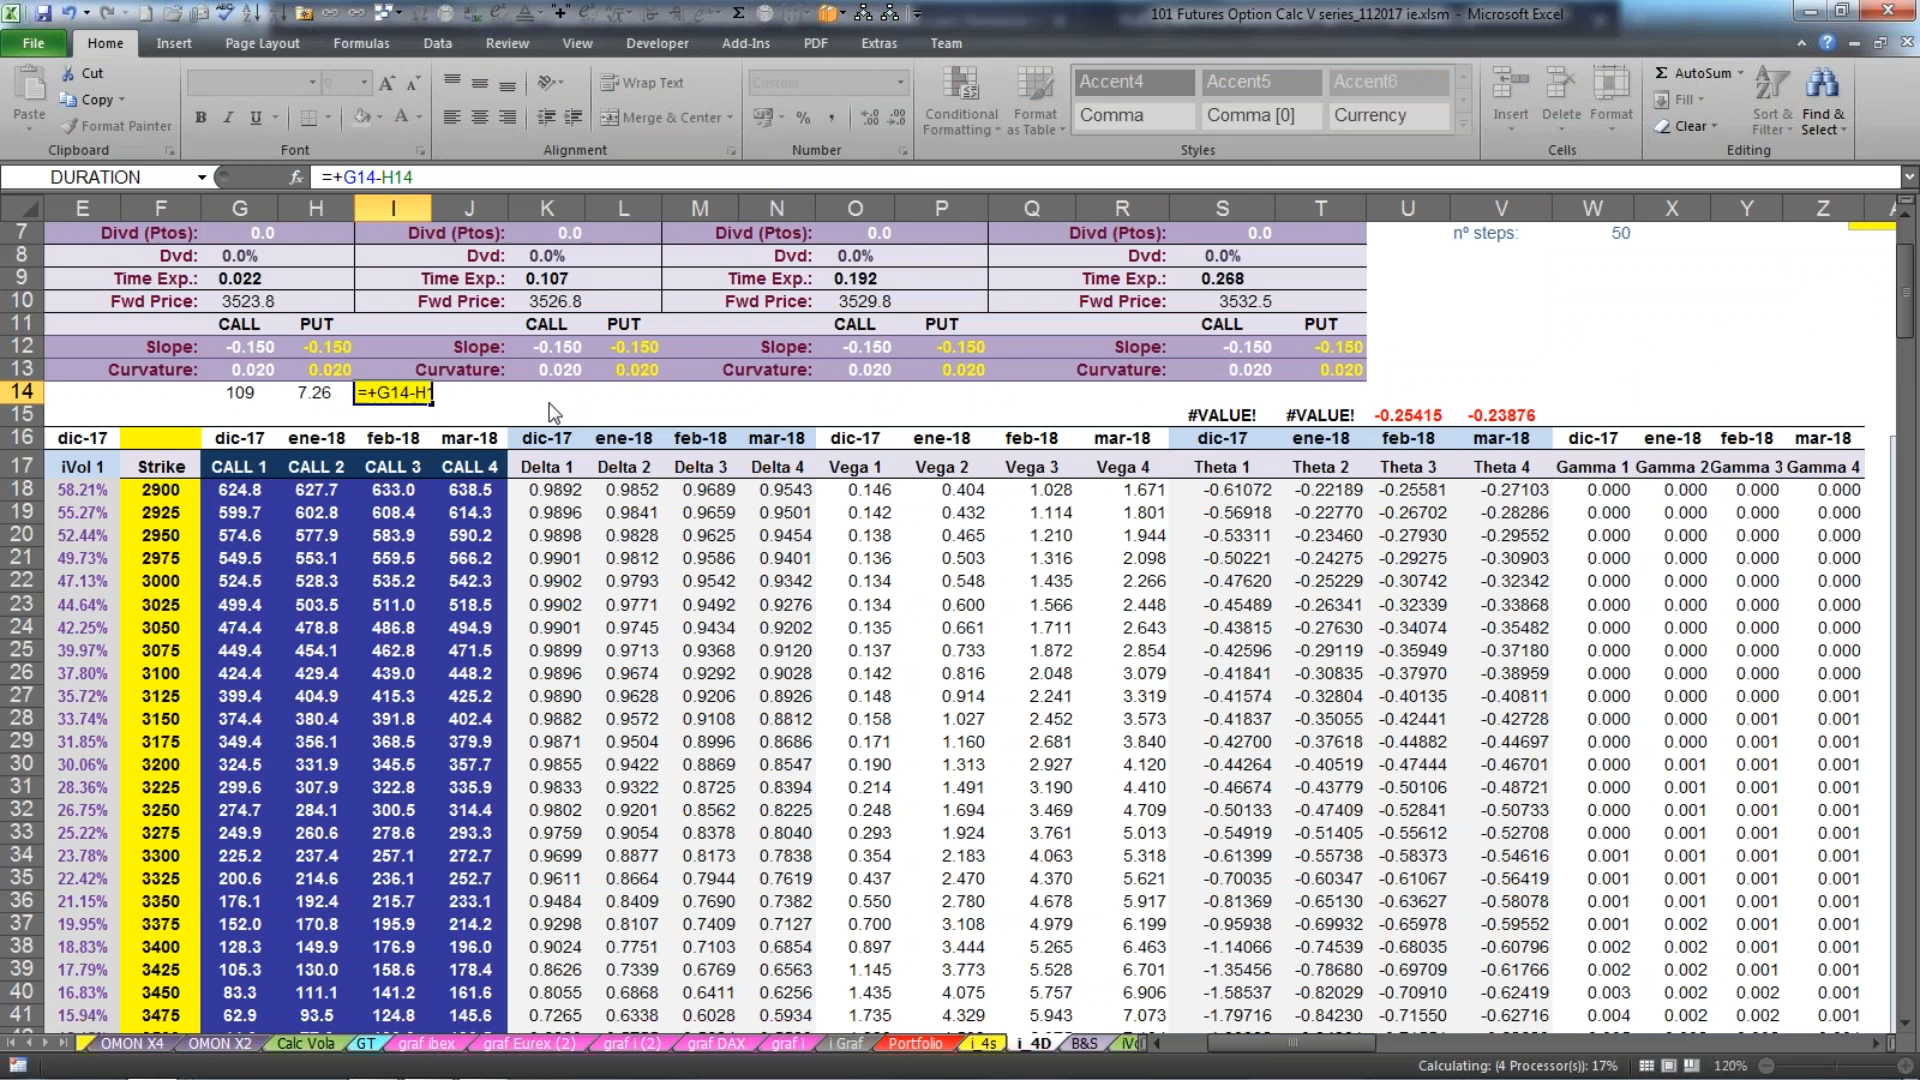 101 Futures Option Calc V series_112017 ie.xlsm - Microsoft Excel
File Home Insert Page Layout Formulas Data Review View Developer Add-Ins PDF Extras Team
Cut Wrap Text Custom Accent4 Accent5 Accent6 Σ AutoSum
Copy Fill
Paste Format Painter B I U Merge & Center % , Conditional Formatting Format as Table Comma Comma [0] Currency Insert Delete Format Clear Sort & Filter Find & Select
Clipboard Font Alignment Number Styles Cells Editing
DURATION fx =+G14-H14
E F G H I J K L M N O P Q R S T U V W X Y Z
7 Divd (Ptos): 0.0 Divd (Ptos): 0.0 Divd (Ptos): 0.0 Divd (Ptos): 0.0 nº steps: 50
8 Dvd: 0.0% Dvd: 0.0% Dvd: 0.0% Dvd: 0.0%
9 Time Exp.: 0.022 Time Exp.: 0.107 Time Exp.: 0.192 Time Exp.: 0.268
10 Fwd Price: 3523.8 Fwd Price: 3526.8 Fwd Price: 3529.8 Fwd Price: 3532.5
11 CALL PUT CALL PUT CALL PUT CALL PUT
12 Slope: -0.150 -0.150 Slope: -0.150 -0.150 Slope: -0.150 -0.150 Slope: -0.150 -0.150
13 Curvature: 0.020 0.020 Curvature: 0.020 0.020 Curvature: 0.020 0.020 Curvature: 0.020 0.020
14 109 7.26 =+G14-H1
15 #VALUE! #VALUE! -0.25415 -0.23876
16 dic-17 dic-17 ene-18 feb-18 mar-18 dic-17 ene-18 feb-18 mar-18 dic-17 ene-18 feb-18 mar-18 dic-17 ene-18 feb-18 mar-18 dic-17 ene-18 feb-18 mar-18
17 iVol 1 Strike CALL 1 CALL 2 CALL 3 CALL 4 Delta 1 Delta 2 Delta 3 Delta 4 Vega 1 Vega 2 Vega 3 Vega 4 Theta 1 Theta 2 Theta 3 Theta 4 Gamma 1 Gamma 2 Gamma 3 Gamma 4
18 58.21% 2900 624.8 627.7 633.0 638.5 0.9892 0.9852 0.9689 0.9543 0.146 0.404 1.028 1.671 -0.61072 -0.22189 -0.25581 -0.27103 0.000 0.000 0.000 0.000
19 55.27% 2925 599.7 602.8 608.4 614.3 0.9896 0.9841 0.9659 0.9501 0.142 0.432 1.114 1.801 -0.56918 -0.22770 -0.26702 -0.28286 0.000 0.000 0.000 0.000
20 52.44% 2950 574.6 577.9 583.9 590.2 0.9898 0.9828 0.9625 0.9454 0.138 0.465 1.210 1.944 -0.53311 -0.23460 -0.27930 -0.29552 0.000 0.000 0.000 0.000
21 49.73% 2975 549.5 553.1 559.5 566.2 0.9901 0.9812 0.9586 0.9401 0.136 0.503 1.316 2.098 -0.50221 -0.24275 -0.29275 -0.30903 0.000 0.000 0.000 0.000
22 47.13% 3000 524.5 528.3 535.2 542.3 0.9902 0.9793 0.9542 0.9342 0.134 0.548 1.435 2.266 -0.47620 -0.25229 -0.30742 -0.32342 0.000 0.000 0.000 0.000
23 44.64% 3025 499.4 503.5 511.0 518.5 0.9902 0.9771 0.9492 0.9276 0.134 0.600 1.566 2.448 -0.45489 -0.26341 -0.32339 -0.33868 0.000 0.000 0.000 0.000
24 42.25% 3050 474.4 478.8 486.8 494.9 0.9901 0.9745 0.9434 0.9202 0.135 0.661 1.711 2.643 -0.43815 -0.27630 -0.34074 -0.35482 0.000 0.000 0.000 0.000
25 39.97% 3075 449.4 454.1 462.8 471.5 0.9899 0.9713 0.9368 0.9120 0.137 0.733 1.872 2.854 -0.42596 -0.29119 -0.35949 -0.37180 0.000 0.000 0.000 0.000
26 37.80% 3100 424.4 429.4 439.0 448.2 0.9896 0.9674 0.9292 0.9028 0.142 0.816 2.048 3.079 -0.41841 -0.30835 -0.37970 -0.38959 0.000 0.000 0.000 0.000
27 35.72% 3125 399.4 404.9 415.3 425.2 0.9890 0.9628 0.9206 0.8926 0.148 0.914 2.241 3.319 -0.41574 -0.32804 -0.40135 -0.40811 0.000 0.000 0.000 0.001
28 33.74% 3150 374.4 380.4 391.8 402.4 0.9882 0.9572 0.9108 0.8812 0.158 1.027 2.452 3.573 -0.41837 -0.35055 -0.42441 -0.42728 0.000 0.000 0.001 0.001
29 31.85% 3175 349.4 356.1 368.5 379.9 0.9871 0.9504 0.8996 0.8686 0.171 1.160 2.681 3.840 -0.42700 -0.37618 -0.44882 -0.44697 0.000 0.000 0.001 0.001
30 30.06% 3200 324.5 331.9 345.5 357.7 0.9855 0.9422 0.8869 0.8547 0.190 1.313 2.927 4.120 -0.44264 -0.40519 -0.47444 -0.46701 0.000 0.001 0.001 0.001
31 28.36% 3225 299.6 307.9 322.8 335.9 0.9833 0.9322 0.8725 0.8394 0.214 1.491 3.190 4.410 -0.46674 -0.43779 -0.50106 -0.48721 0.000 0.001 0.001 0.001
32 26.75% 3250 274.7 284.1 300.5 314.4 0.9802 0.9201 0.8562 0.8225 0.248 1.694 3.469 4.709 -0.50133 -0.47409 -0.52841 -0.50733 0.000 0.001 0.001 0.001
33 25.22% 3275 249.9 260.6 278.6 293.3 0.9759 0.9054 0.8378 0.8040 0.293 1.924 3.761 5.013 -0.54919 -0.51405 -0.55612 -0.52708 0.000 0.001 0.001 0.001
34 23.78% 3300 225.2 237.4 257.1 272.7 0.9699 0.8877 0.8173 0.7838 0.354 2.183 4.063 5.318 -0.61399 -0.55738 -0.58373 -0.54616 0.001 0.001 0.001 0.001
35 22.42% 3325 200.6 214.6 236.1 252.7 0.9611 0.8664 0.7944 0.7619 0.437 2.470 4.370 5.621 -0.70035 -0.60347 -0.61067 -0.56419 0.001 0.001 0.001 0.001
36 21.15% 3350 176.1 192.4 215.7 233.1 0.9484 0.8409 0.7690 0.7382 0.550 2.780 4.678 5.917 -0.81369 -0.65130 -0.63627 -0.58078 0.001 0.001 0.001 0.001
37 19.95% 3375 152.0 170.8 195.9 214.2 0.9298 0.8107 0.7409 0.7127 0.700 3.108 4.979 6.199 -0.95938 -0.69932 -0.65978 -0.59552 0.001 0.002 0.001 0.001
38 18.83% 3400 128.3 149.9 176.9 196.0 0.9024 0.7751 0.7103 0.6854 0.897 3.444 5.265 6.463 -1.14066 -0.74539 -0.68035 -0.60796 0.002 0.002 0.001 0.001
39 17.79% 3425 105.3 130.0 158.6 178.4 0.8626 0.7339 0.6769 0.6563 1.145 3.773 5.528 6.701 -1.35456 -0.78680 -0.69709 -0.61766 0.002 0.002 0.001 0.001
40 16.83% 3450 83.3 111.1 141.2 161.6 0.8055 0.6868 0.6411 0.6256 1.435 4.075 5.757 6.906 -1.58537 -0.82029 -0.70910 -0.62419 0.003 0.002 0.002 0.001
41 15.94% 3475 62.9 93.5 124.8 145.6 0.7265 0.6338 0.6028 0.5934 1.735 4.329 5.943 7.073 -1.79716 -0.84230 -0.71550 -0.62716 0.004 0.002 0.002 0.001
OMON X4 OMON X2 Calc Vola GT graf ibex graf Eurex (2) graf i (2) graf DAX graf i i Graf Portfolio i_4s i_4D B&S
Calculating: (4 Processor(s)): 17% 120%